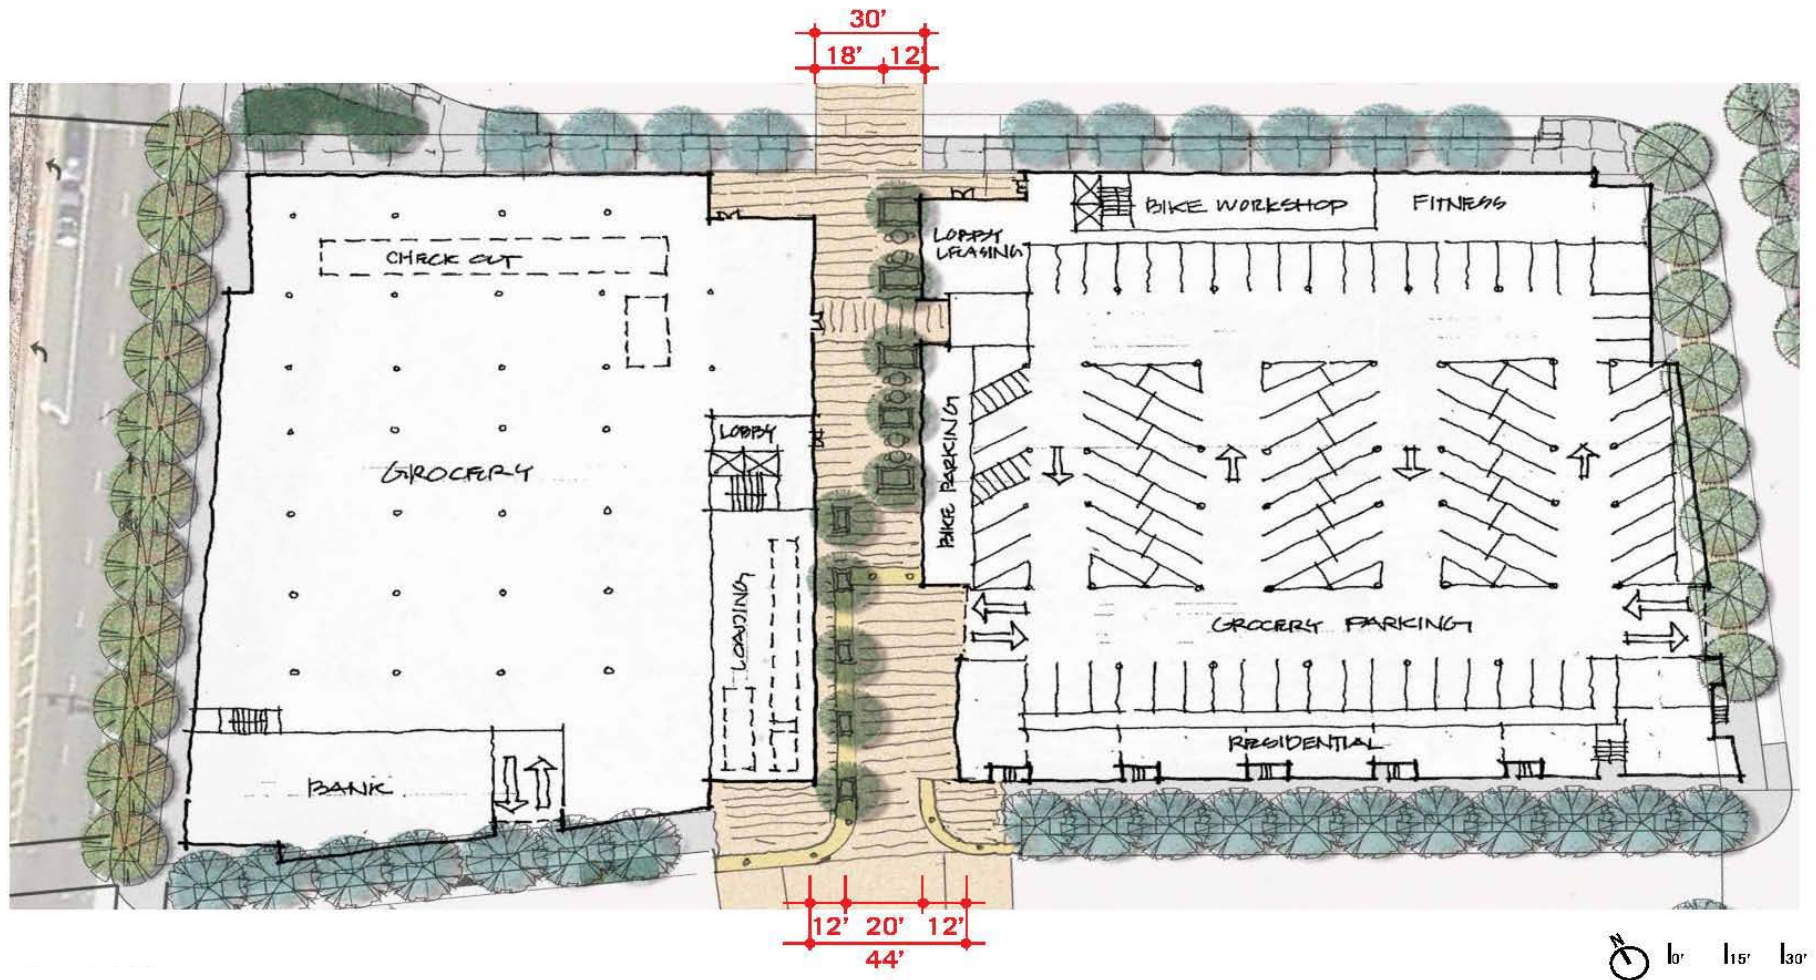 30'
18' 12'
BIKE WORKSHOP
FITNESS
LOBBY
LEASING
CHECK OUT
LOBBY
GROCERY
BIKE PARKING
LOADING
GROCERY PARKING
RESIDENTIAL
BANK
12' 20' 12'
44'
N
0' 15' 30'